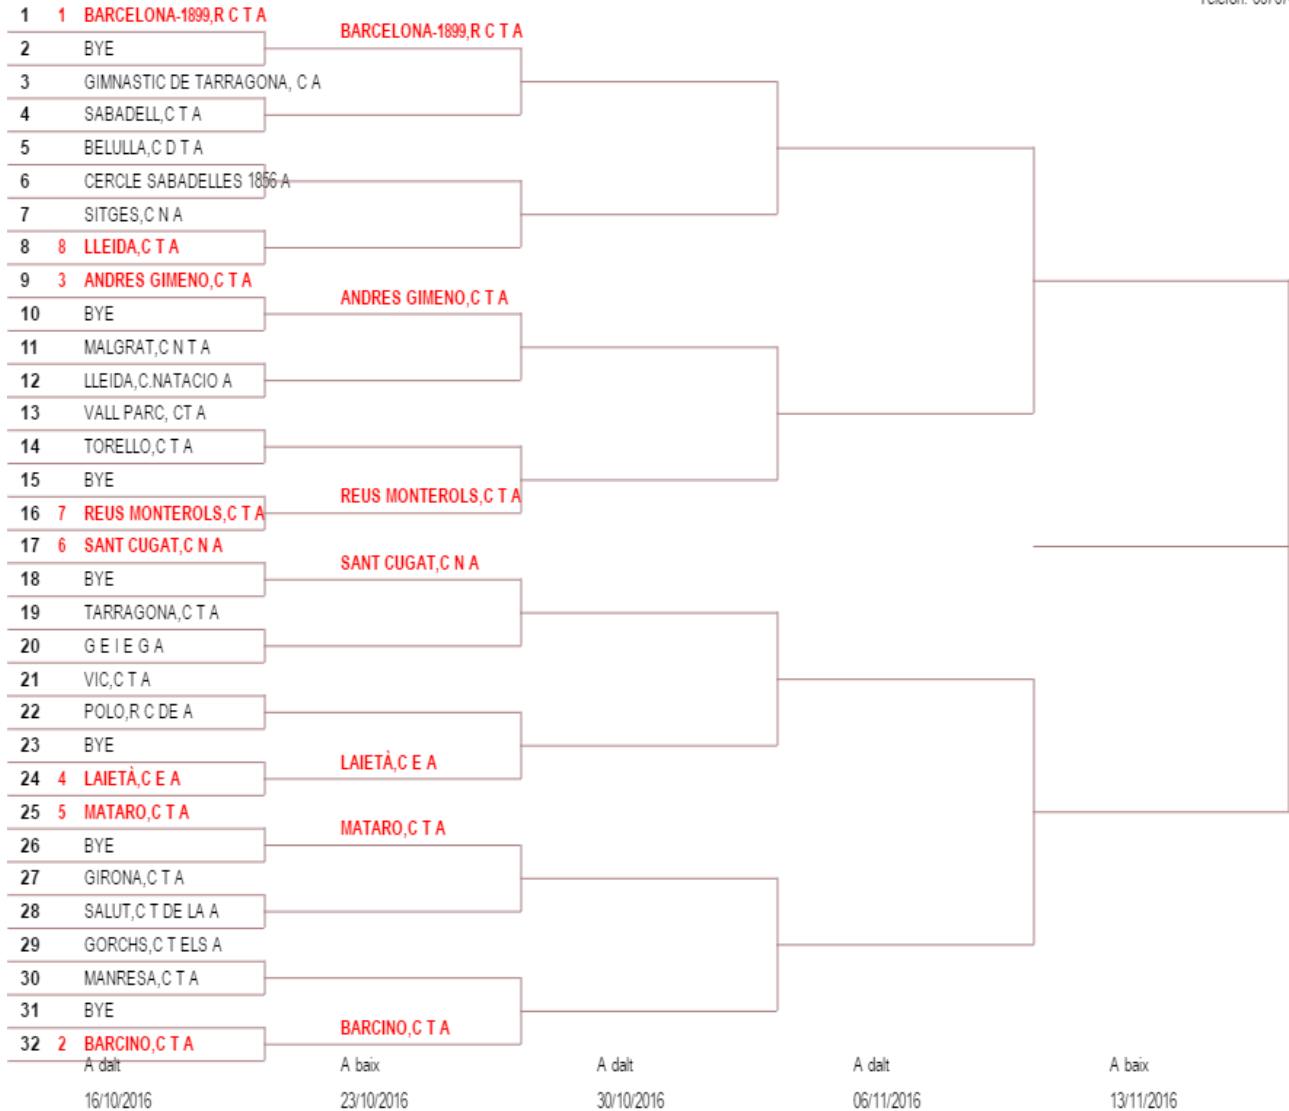 1 1 BARCELONA-1899,R C T A
BARCELONA-1899,R C T A
2 BYE
3 GIMNASTIC DE TARRAGONA, C A
4 SABADELL,C T A
5 BELULLA,C D T A
6 CERCLE SABADELLES 1856 A
7 SITGES,C N A
8 8 LLEIDA,C T A
9 3 ANDRES GIMENO,C T A
ANDRES GIMENO,C T A
10 BYE
11 MALGRAT,C N T A
12 LLEIDA,C.NATACIO A
13 VALL PARC, CT A
14 TORELLO,C T A
15 BYE
REUS MONTEROLS,C T A
16 7 REUS MONTEROLS,C T A
17 6 SANT CUGAT,C N A
SANT CUGAT,C N A
18 BYE
19 TARRAGONA,C T A
20 G E I E G A
21 VIC,C T A
22 POLO,R C DE A
23 BYE
LAIETÀ,C E A
24 4 LAIETÀ,C E A
25 5 MATARO,C T A
MATARO,C T A
26 BYE
27 GIRONA,C T A
28 SALUT,C T DE LA A
29 GORCHS,C T ELS A
30 MANRESA,C T A
31 BYE
BARCINO,C T A
32 2 BARCINO,C T A
A dalt A baix A dalt A dalt A baix
16/10/2016 23/10/2016 30/10/2016 06/11/2016 13/11/2016